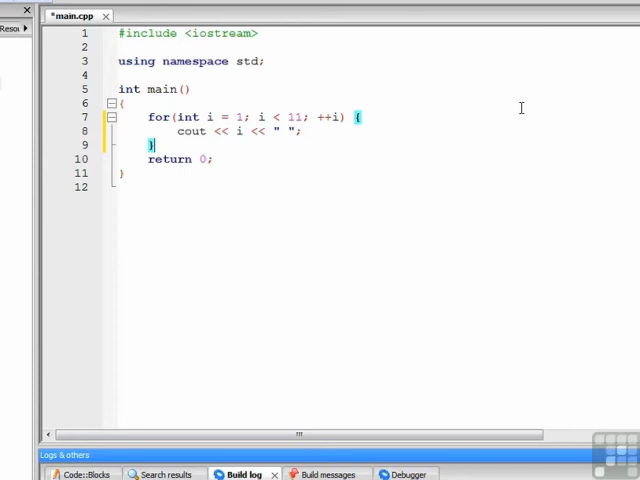 *main.cpp
Resou
1 #include <iostream>
2
3 using namespace std;
4
5 int main()
6 {
7 for(int i = 1; i < 11; ++i) {
8 cout << i << " ";
9 }
10 return 0;
11 }
12
Logs & others
Code::Blocks Search results Build log Build messages Debugger